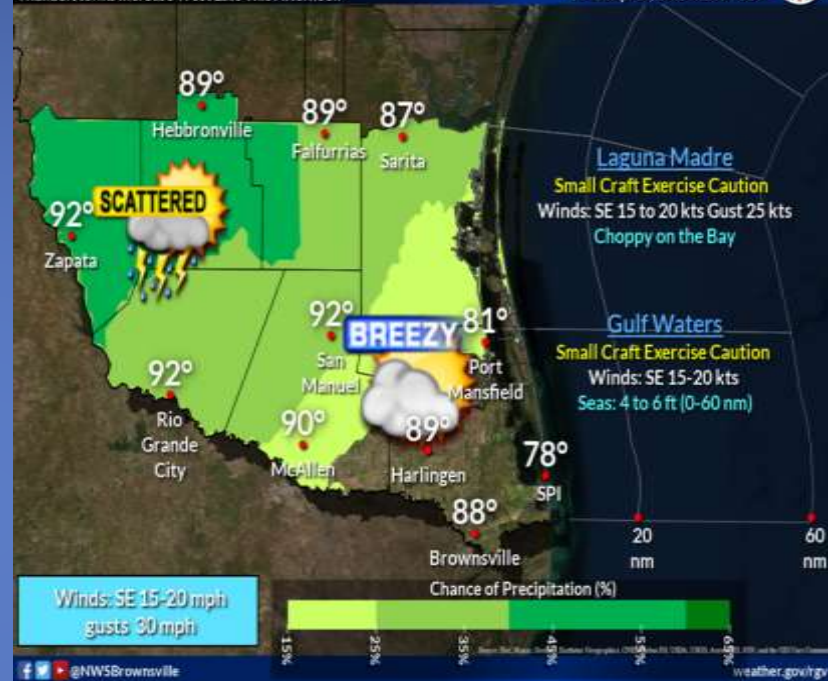 89°
Hebbronville
89°
Falfurrias
87°
Sarita
Laguna Madre
Small Craft Exercise Caution
Winds: SE 15 to 20 kts Gust 25 kts
Choppy on the Bay
SCATTERED
92°
Zapata
92°
San
Manuel
BREEZY
81°
Port
Mansfield
Gulf Waters
Small Craft Exercise Caution
Winds: SE 15-20 kts
Seas: 4 to 6 ft (0-60 nm)
92°
Rio
Grande
City
90°
McAllen
89°
Harlingen
78°
SPI
88°
Brownsville
20
nm
60
nm
Winds: SE 15-20 mph
gusts 30 mph
Chance of Precipitation (%)
15%
25%
35%
45%
55%
65%
@NWSBrownsville
weather.gov/rgv